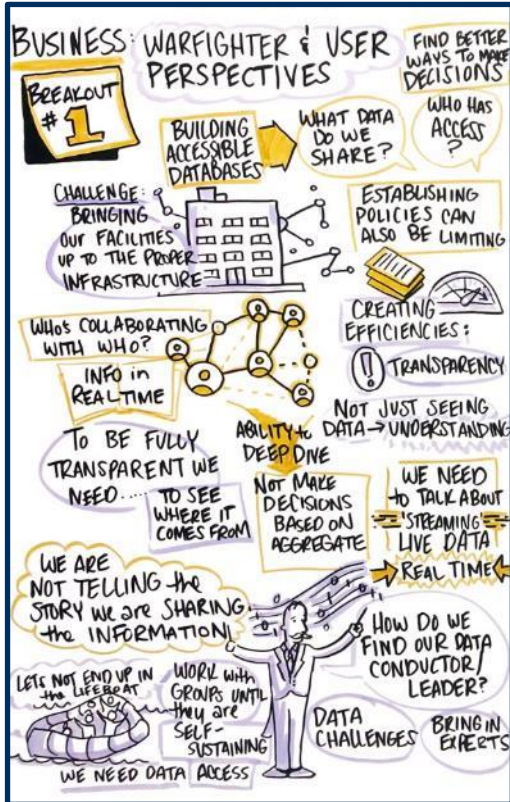 BUSINESS: WARFIGHTER & USER
PERSPECTIVES
FIND BETTER
WAYS TO MAKE
DECISIONS
BREAKOUT
#1
BUILDING
ACCESSIBLE
DATABASES
WHAT DATA
DO WE
SHARE?
WHO HAS
ACCESS
?
CHALLENGE:
BRINGING
OUR FACILITIES
UP TO THE PROPER
INFRASTRUCTURE
ESTABLISHING
POLICIES CAN
ALSO BE LIMITING
WHO'S COLLABORATING
WITH WHO?
INFO in
REAL TIME
CREATING
EFFICIENCIES:
! TRANSPARENCY
NOT JUST SEEING
DATA → UNDERSTANDING
TO BE FULLY
TRANSPARENT WE
NEED.....
TO SEE
WHERE IT
COMES FROM
ABILITY to
DEEP DIVE
NOT MAKE
DECISIONS
BASED ON
AGGREGATE
WE NEED
to TALK ABOUT
'STREAMING'
LIVE DATA
REAL TIME
WE ARE
NOT TELLING the
STORY we are SHARING
the INFORMATION
HOW DO WE
FIND OUR DATA
CONDUCTOR/
LEADER?
LETS NOT END UP IN
the LIFEBOAT
WORK with
GROUPS UNTIL
they are
SELF-
SUSTAINING
WE NEED DATA ACCESS
DATA
CHALLENGES
BRING IN
EXPERTS